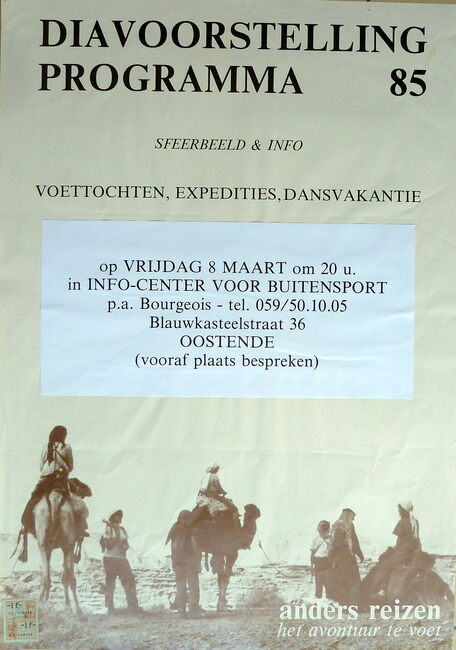 DIAVOORSTELLING
PROGRAMMA 85
SFEERBEELD & INFO
VOETTOCHTEN, EXPEDITIES, DANSVAKANTIE
op VRIJDAG 8 MAART om 20 u.
in INFO-CENTER VOOR BUITENSPORT
p.a. Bourgeois - tel. 059/50.10.05
Blauwkasteelstraat 36
OOSTENDE
(vooraf plaats bespreken)
anders reizen
het avontuur te voet